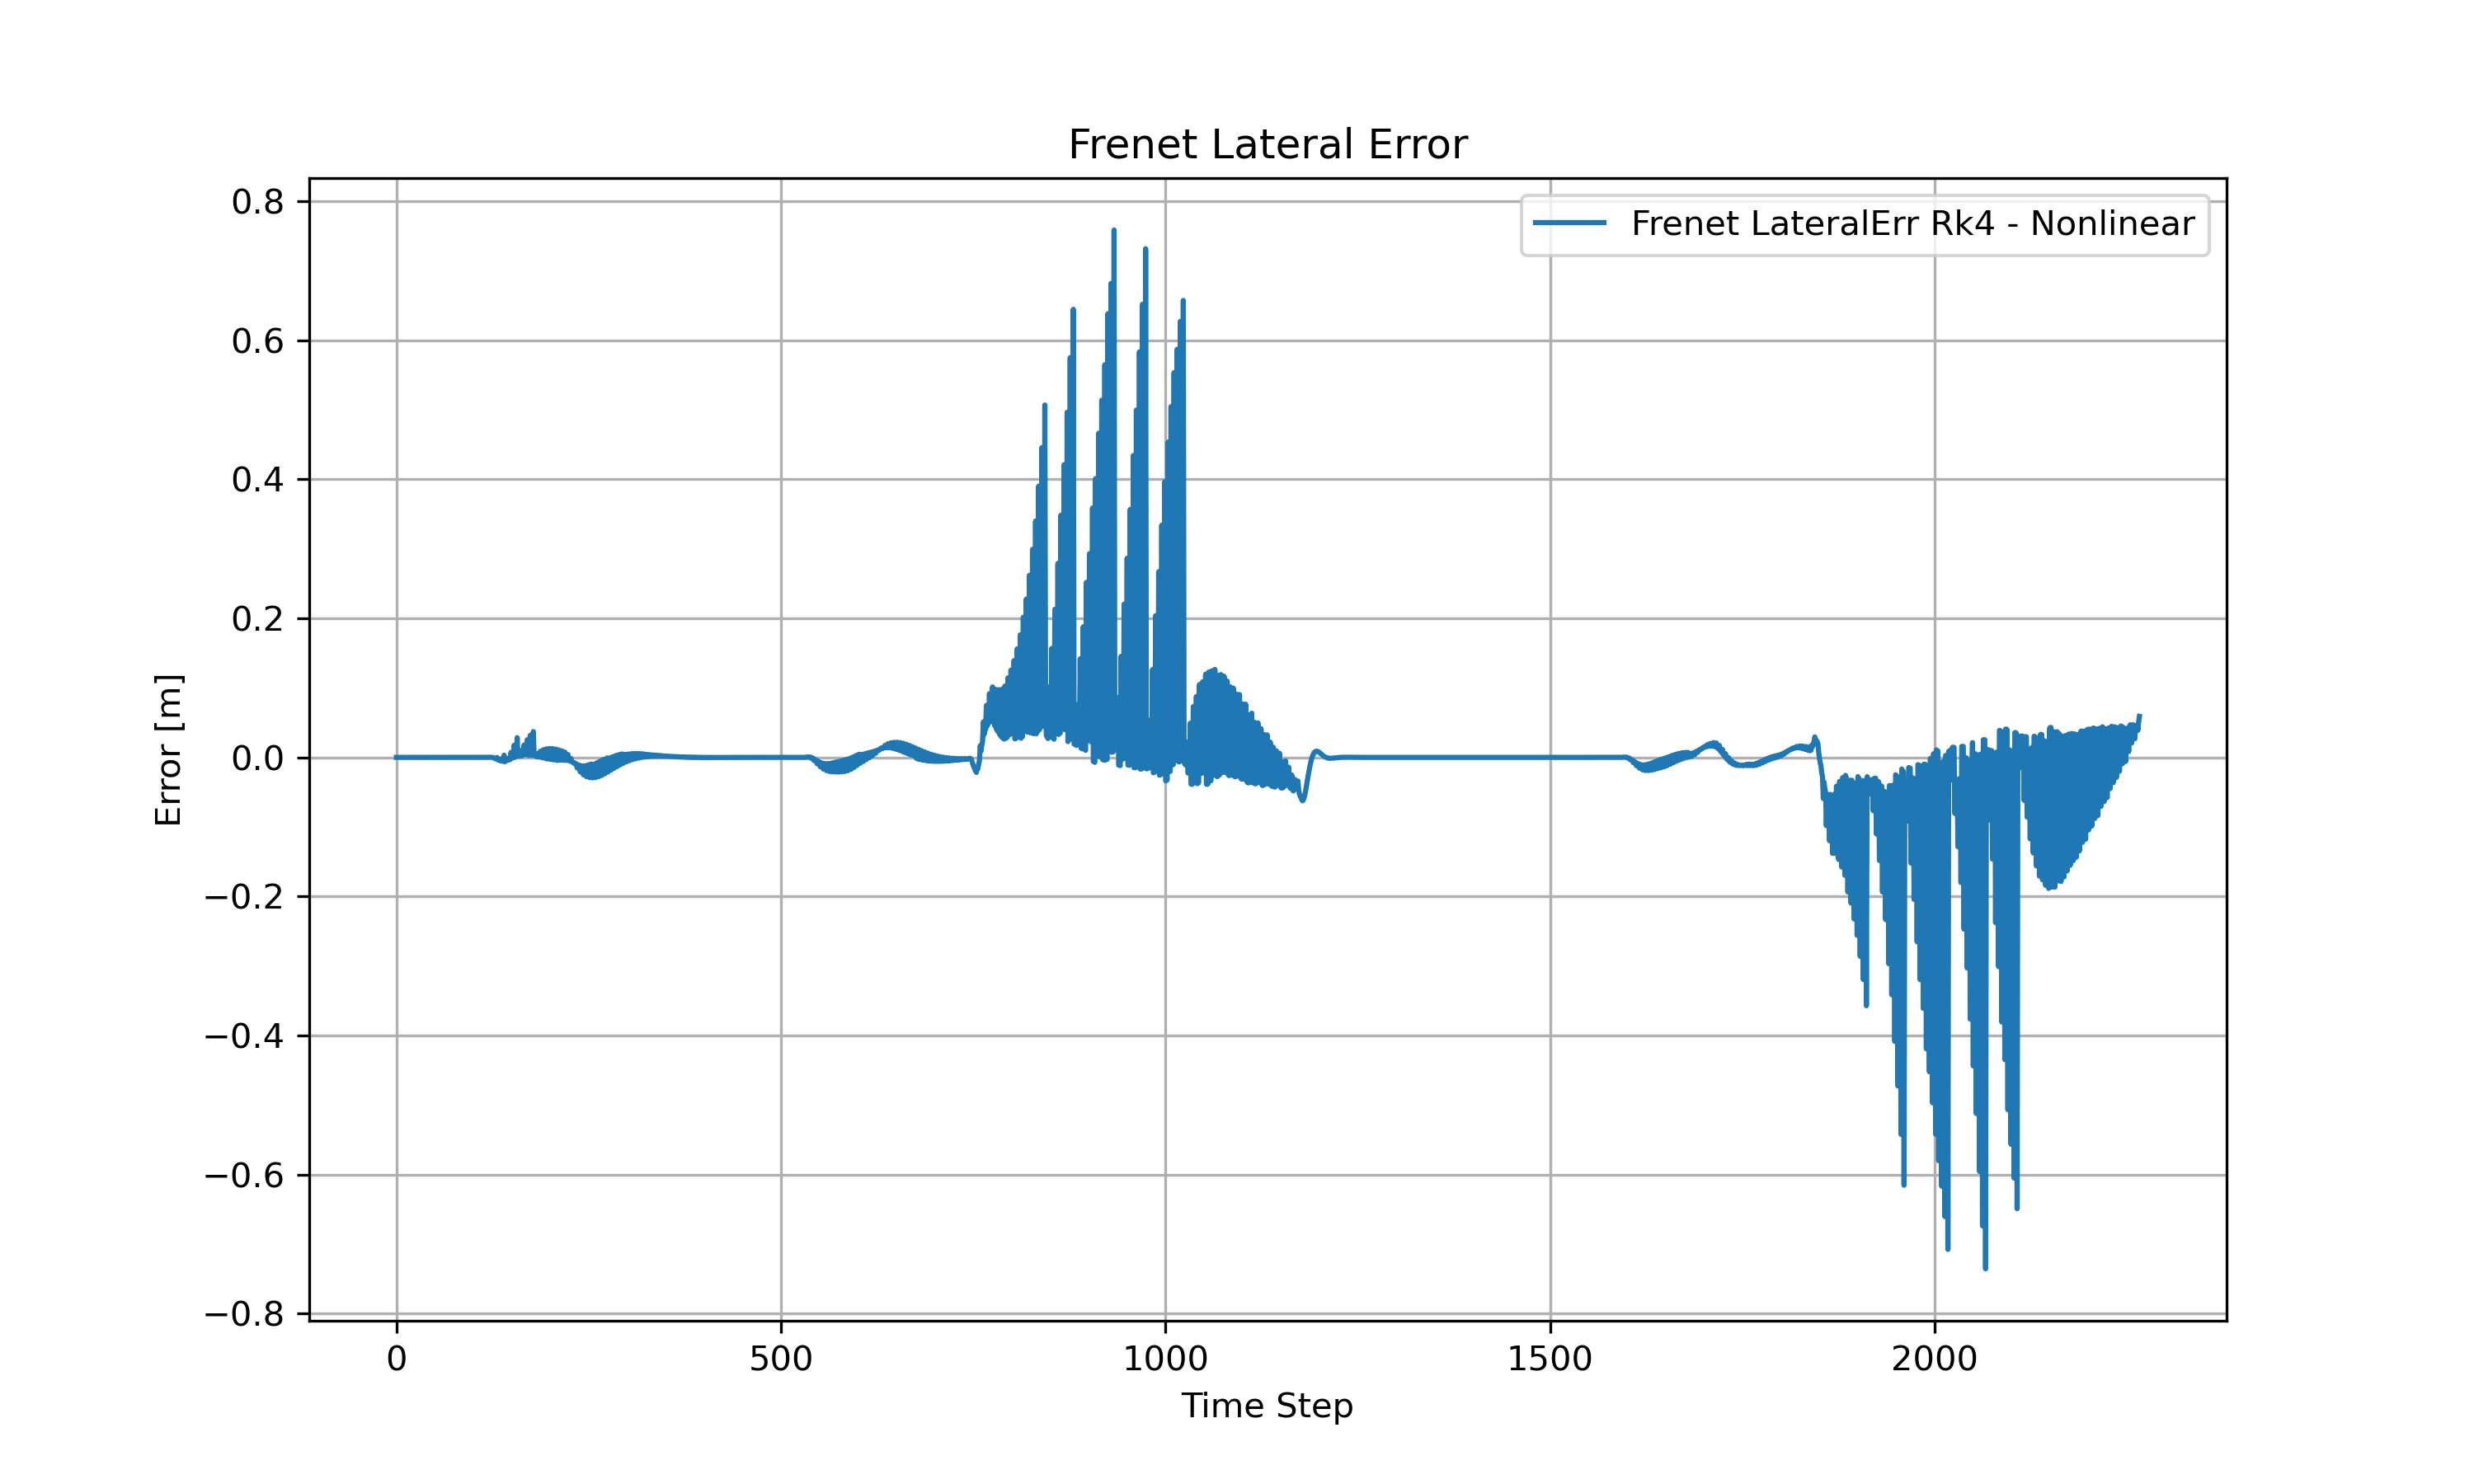 Frenet Lateral Error
Frenet LateralErr Rk4 - Nonlinear
0.8
0.6
0.4
0.2
0.0
−0.2
−0.4
−0.6
−0.8
Error [m]
0 500 1000 1500 2000
Time Step